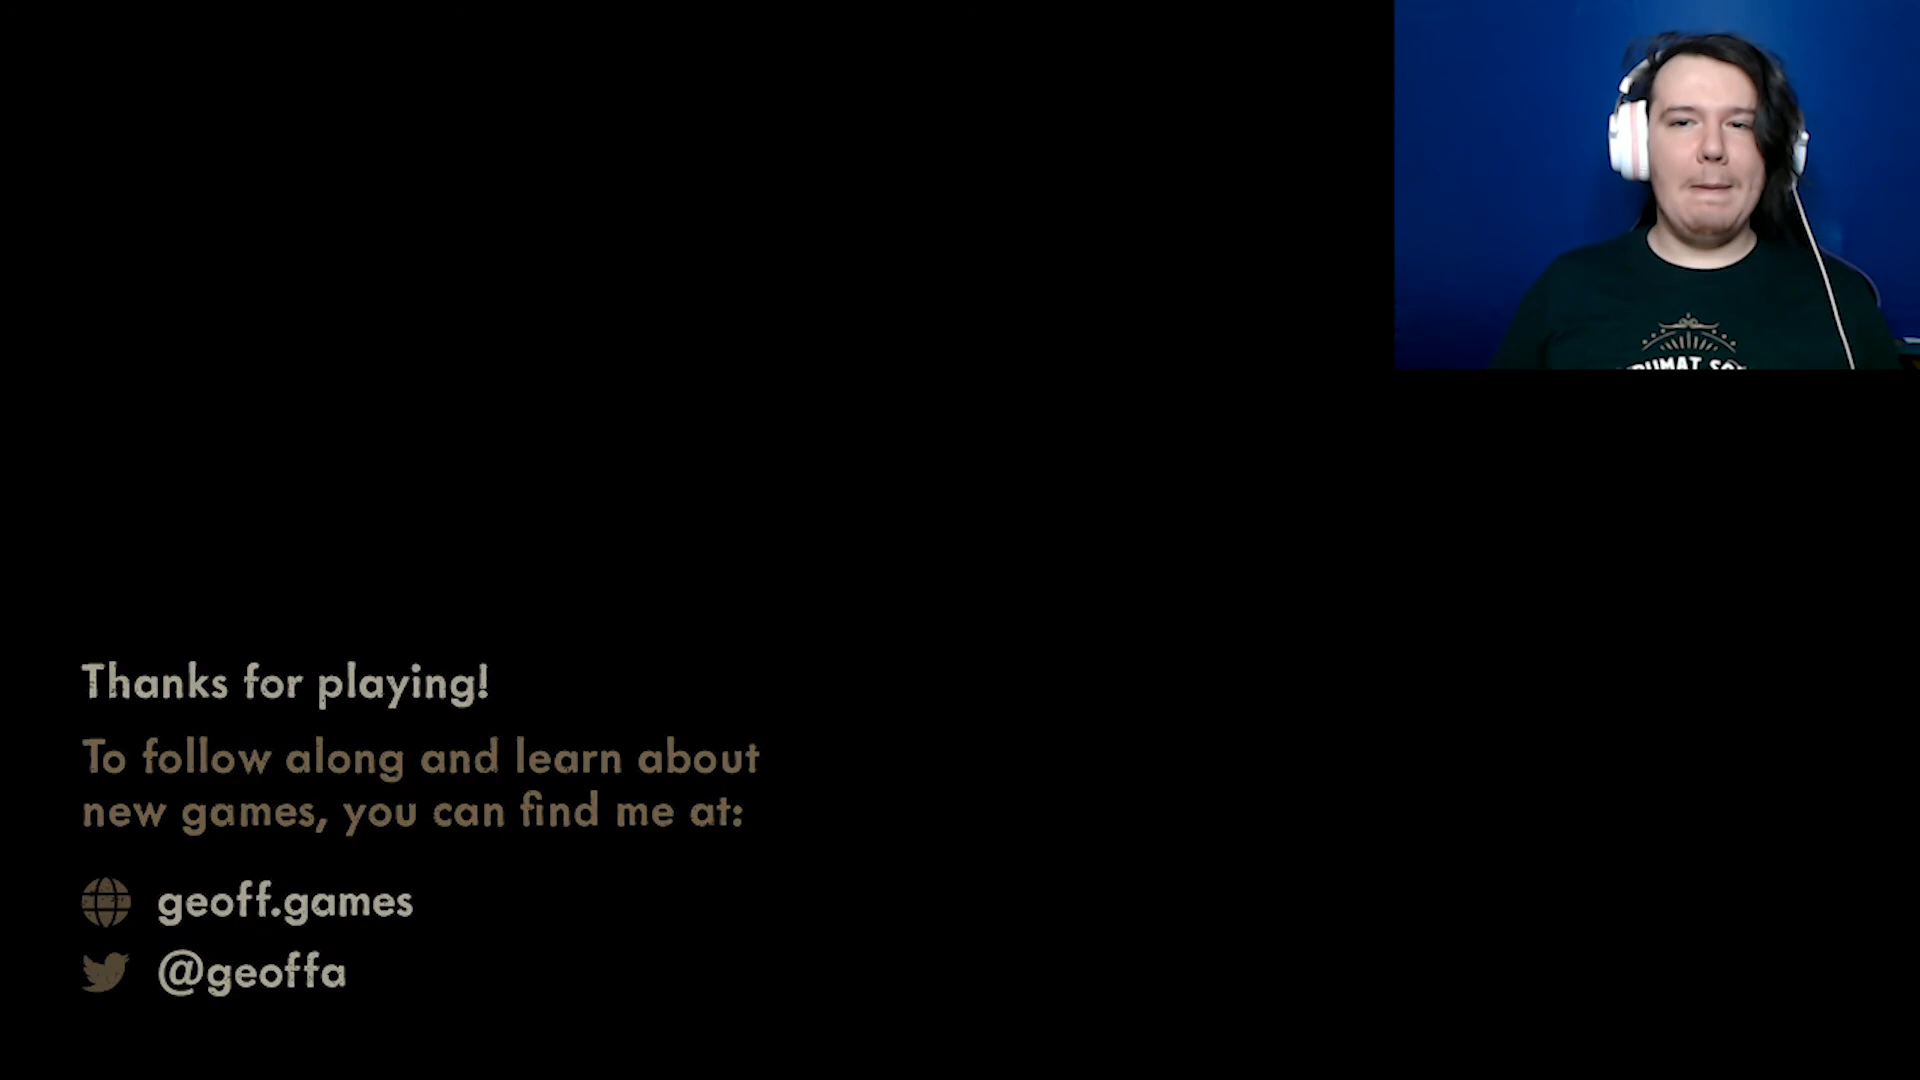 Thanks for playing!
To follow along and learn about
new games, you can find me at:
geoff.games
@geoffa